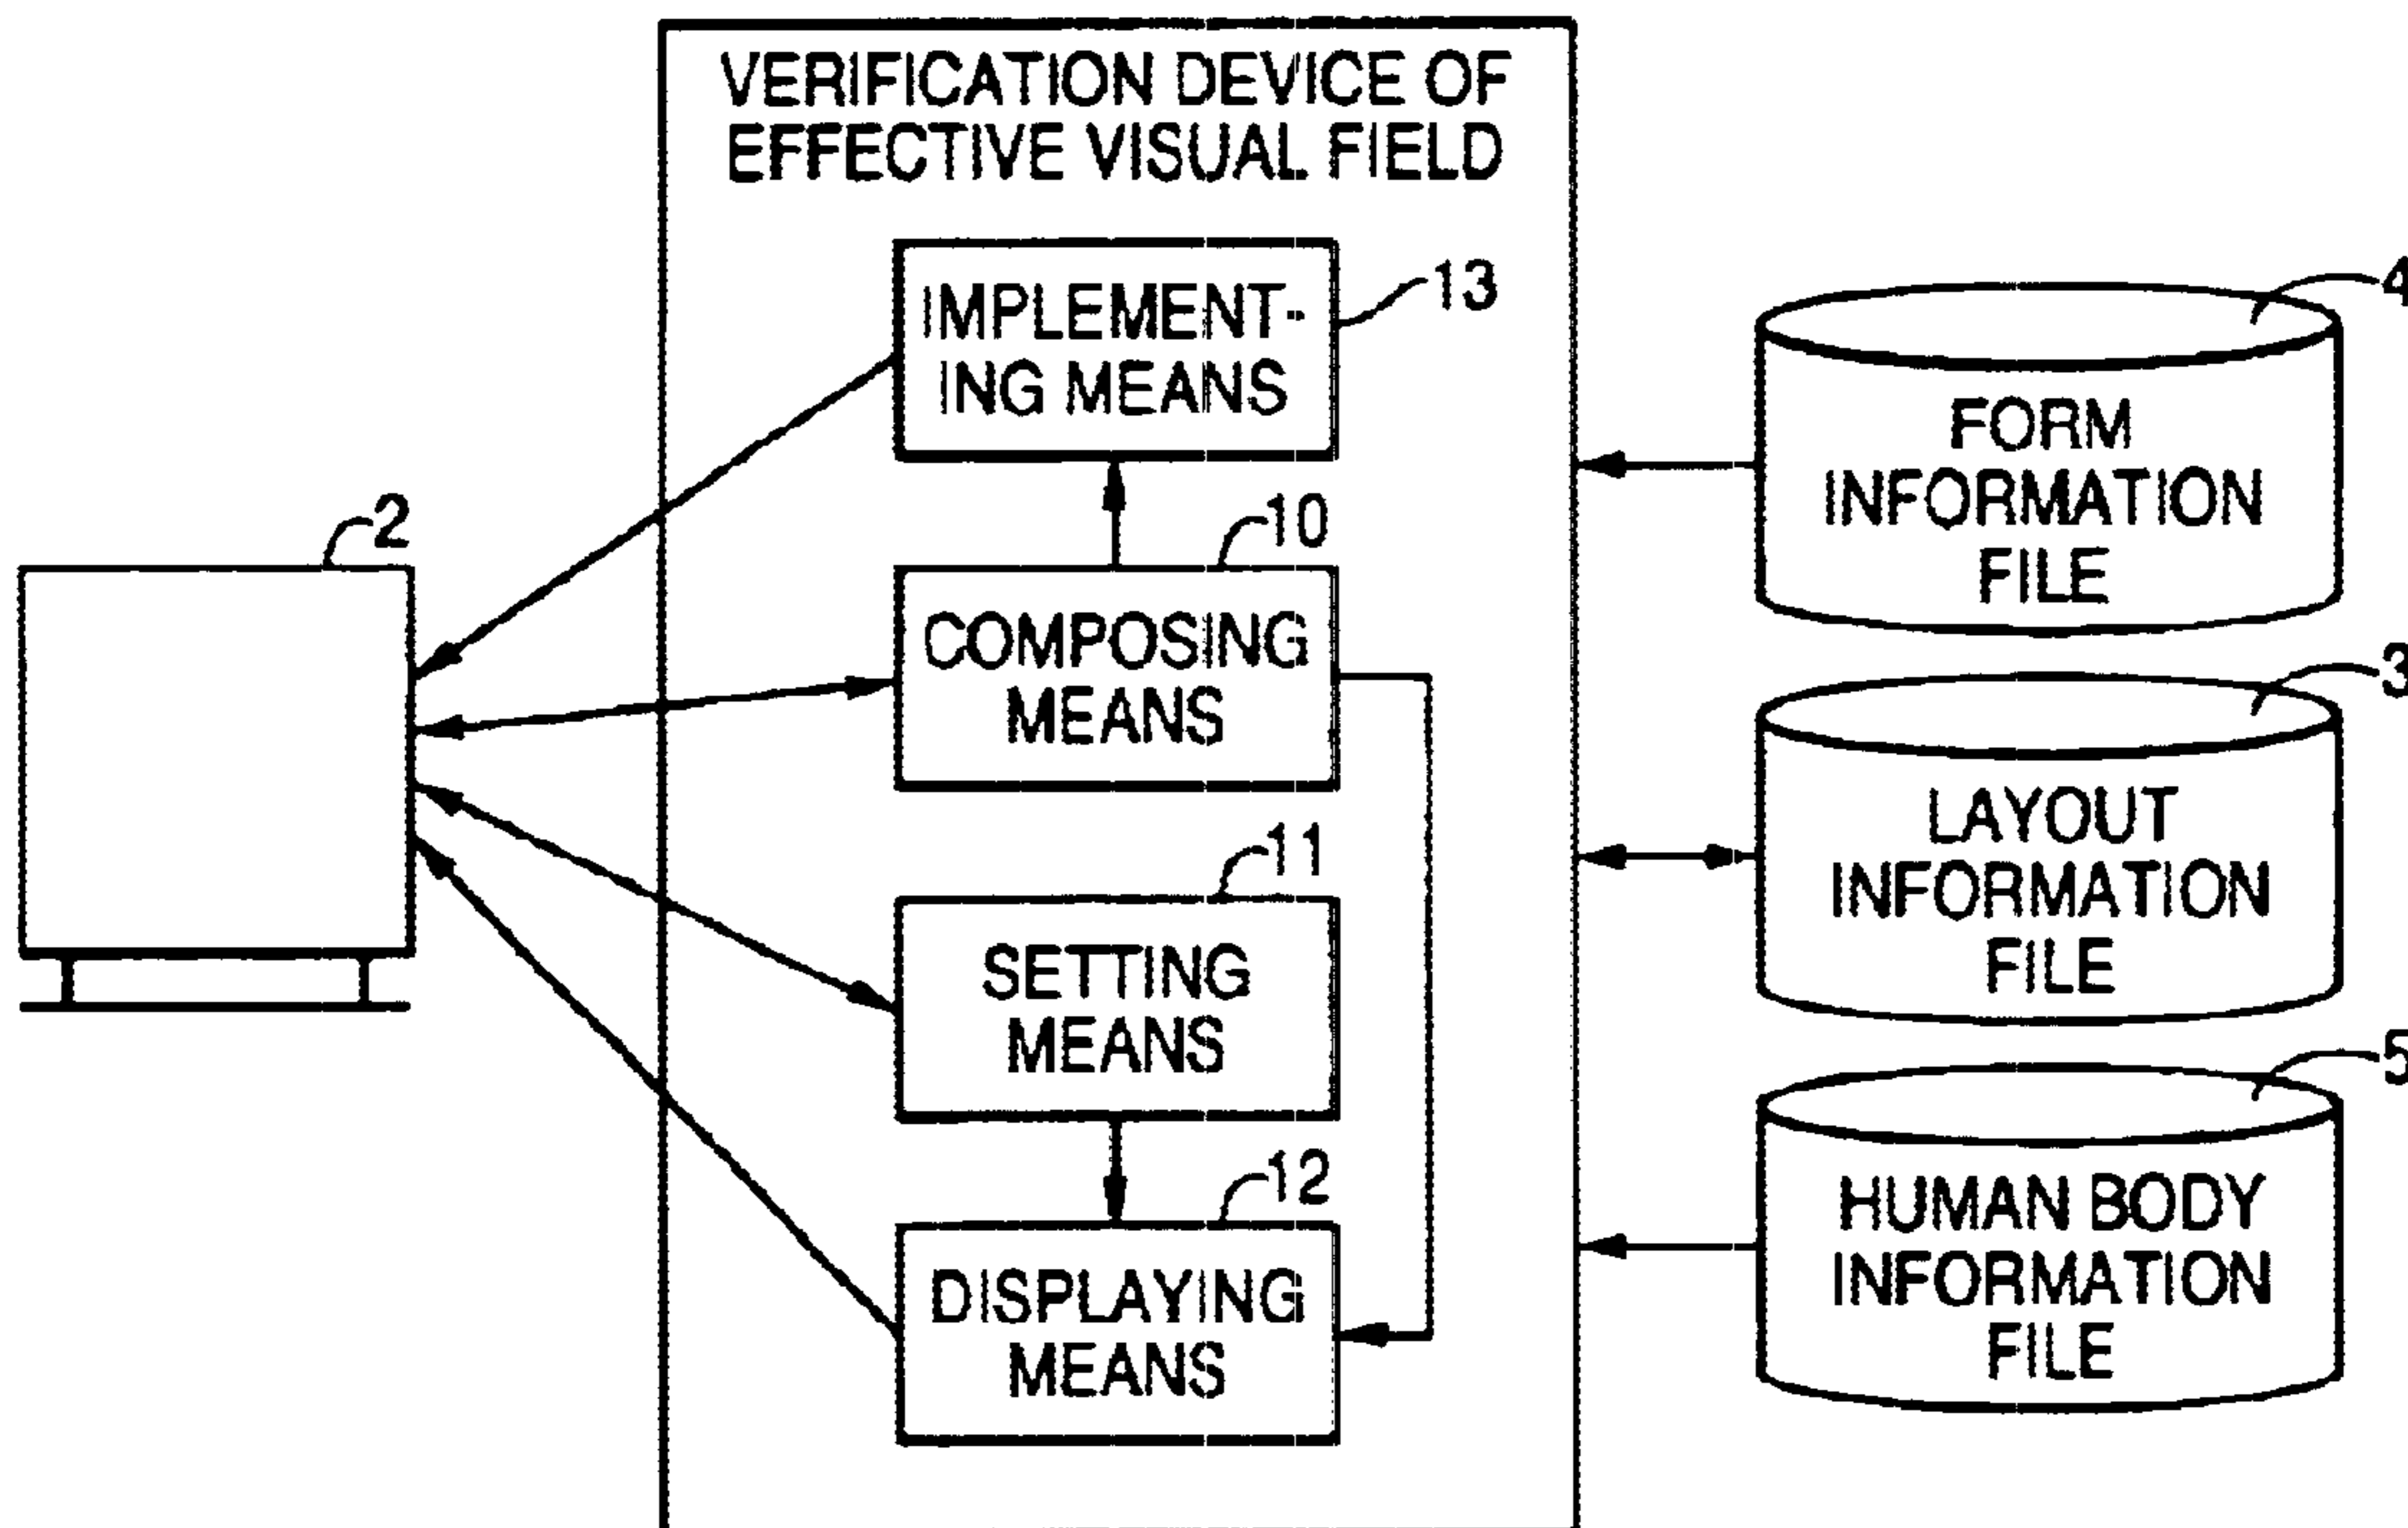 VERIFICATION DEVICE OF
EFFECTIVE VISUAL FIELD
IMPLEMENT-
ING MEANS
13
4
FORM
INFORMATION
FILE
2
10
COMPOSING
MEANS
3
LAYOUT
INFORMATION
FILE
11
SETTING
MEANS
5
HUMAN BODY
INFORMATION
FILE
12
DISPLAYING
MEANS